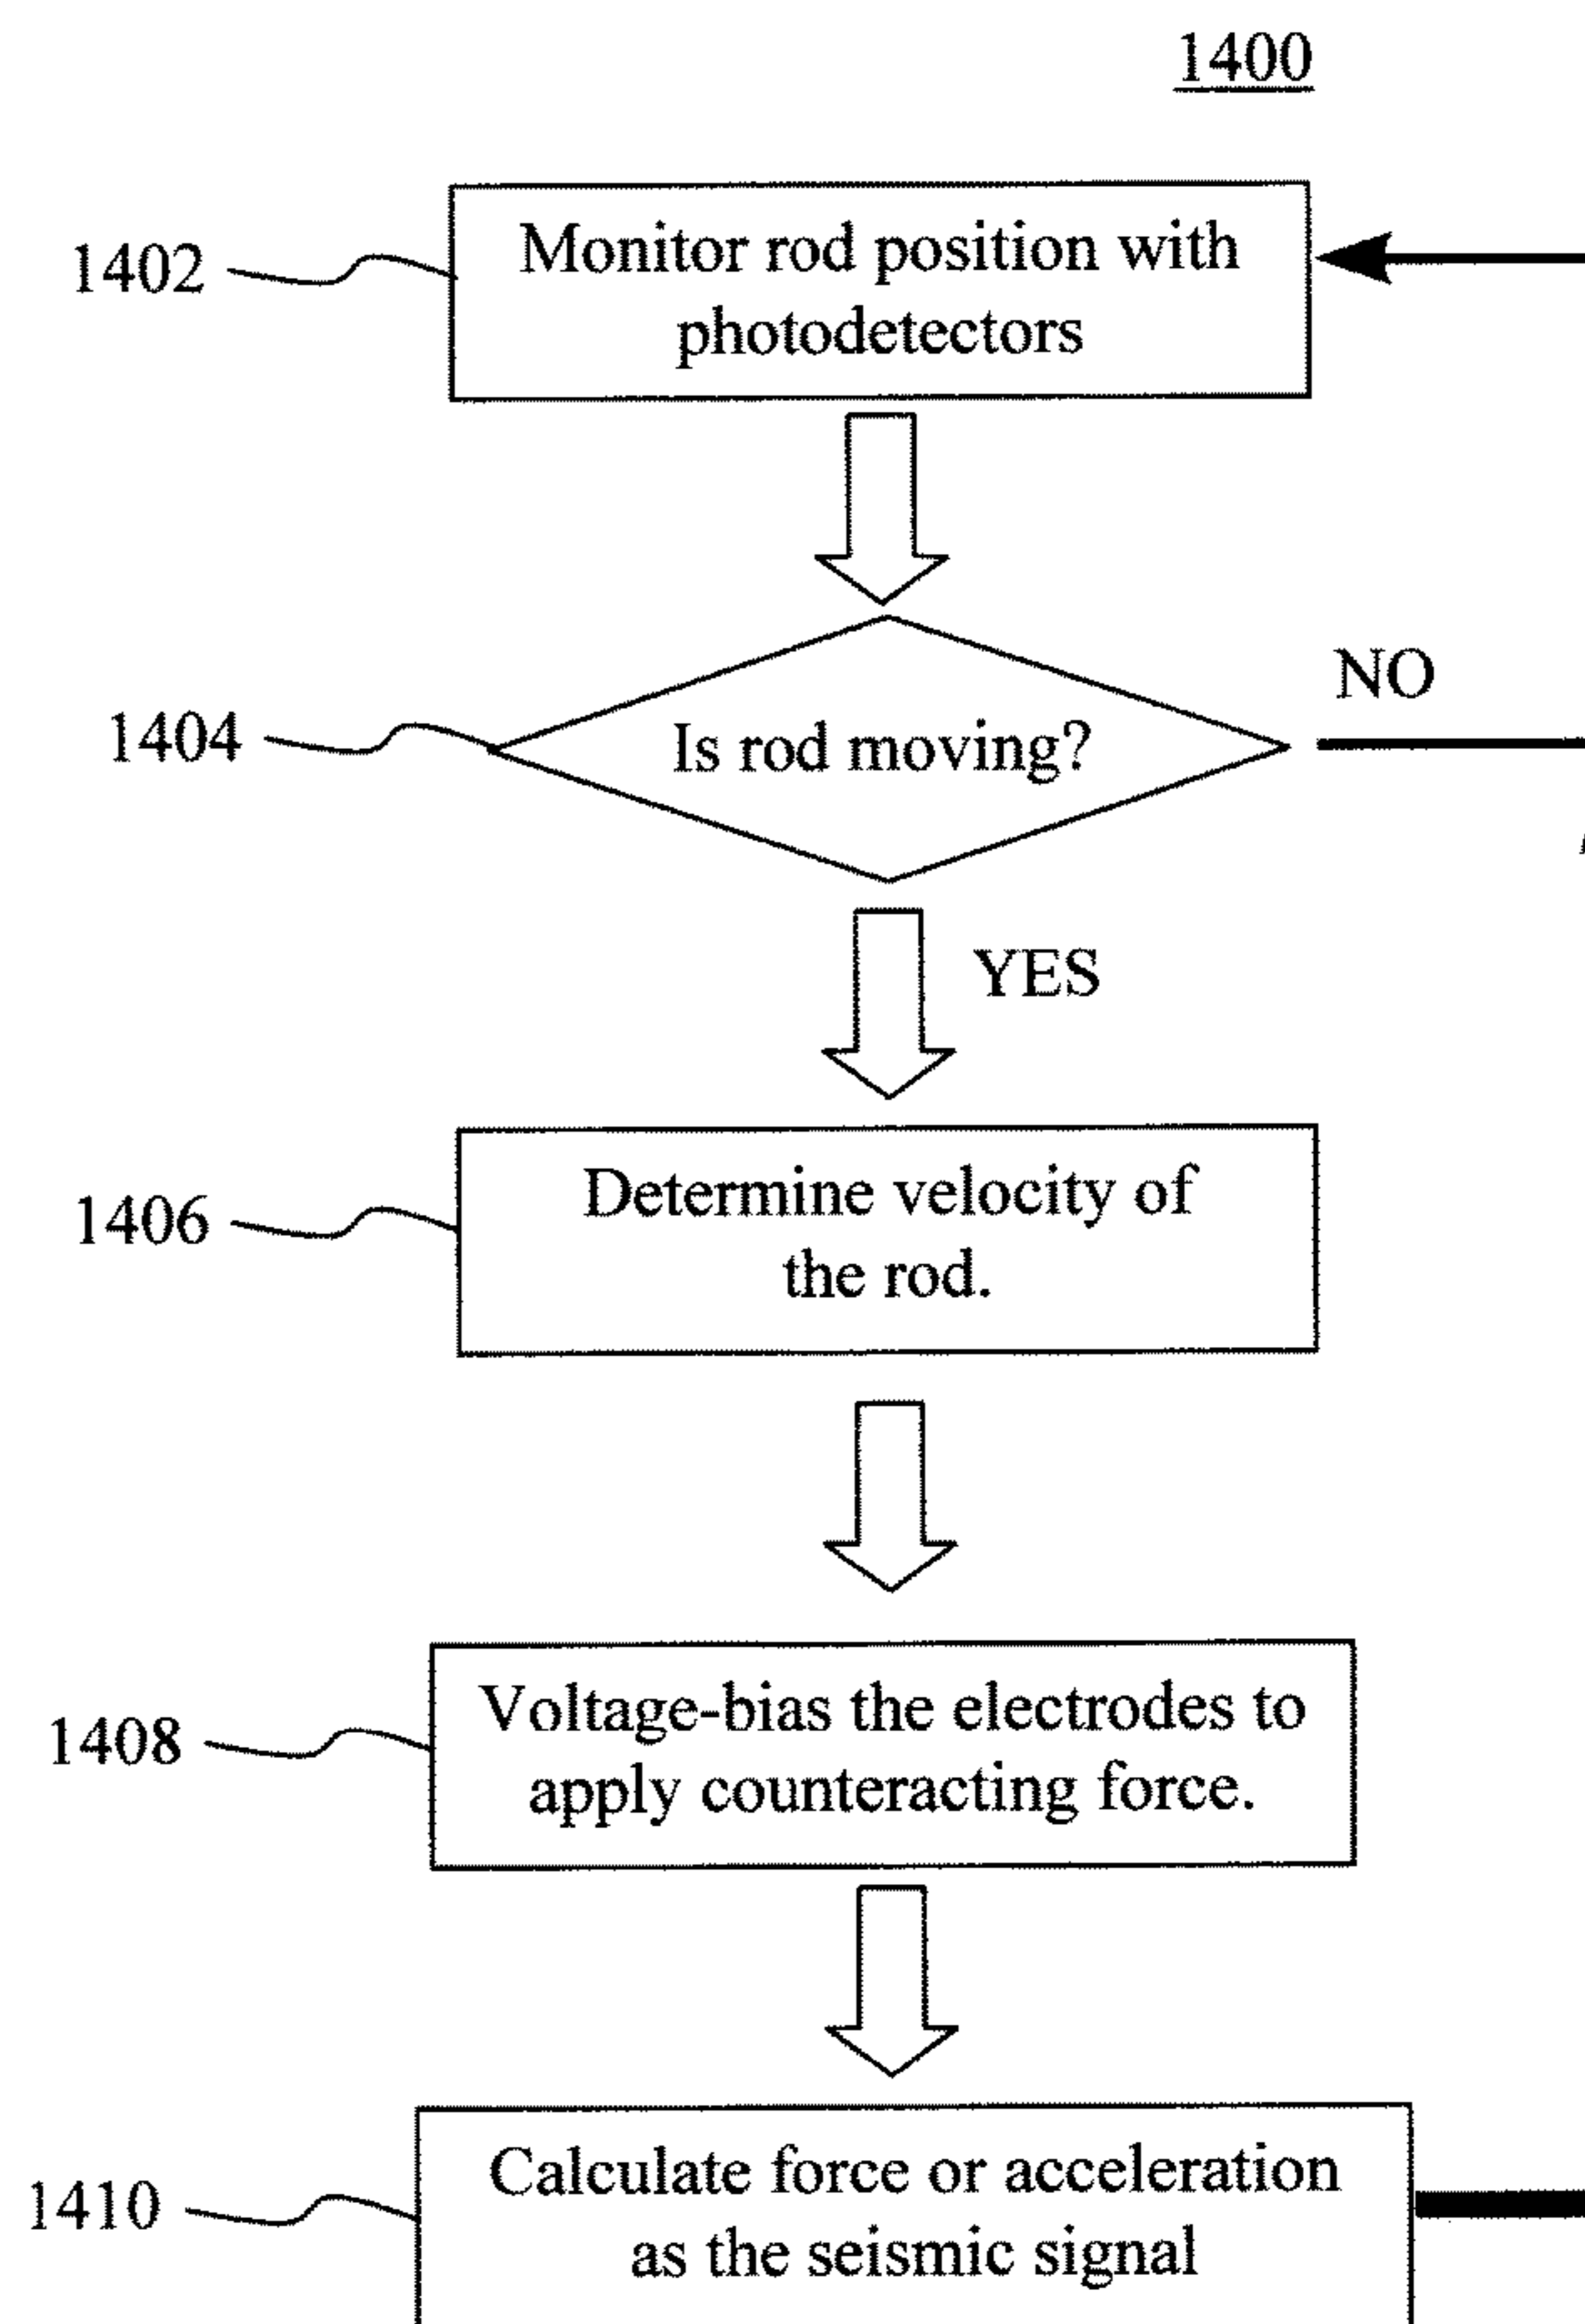 1400
1402
Monitor rod position with
photodetectors
1404
Is rod moving?
NO
YES
1406
Determine velocity of
the rod.
1408
Voltage-bias the electrodes to
apply counteracting force.
1410
Calculate force or acceleration
as the seismic signal